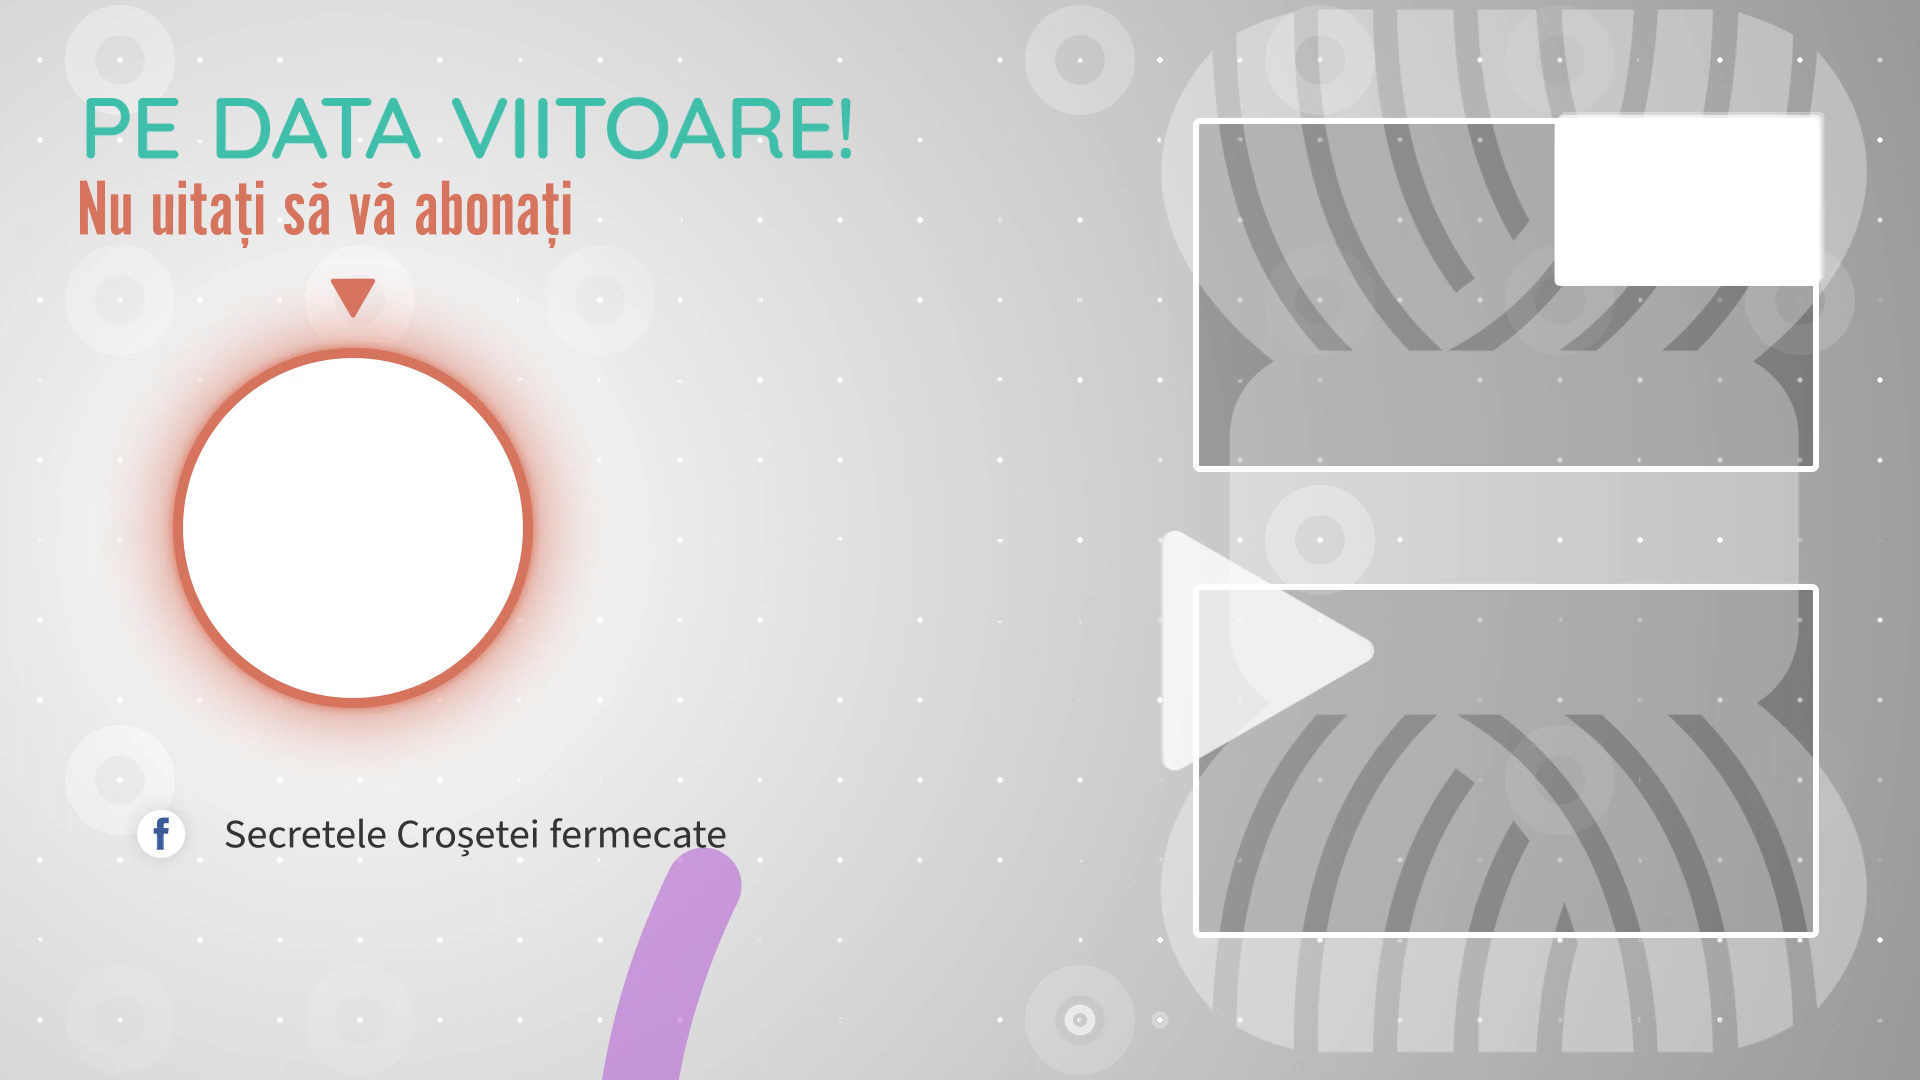 PE DATA VIITOARE!
Nu uitați să vă abonați
Secretele Croșetei fermecate